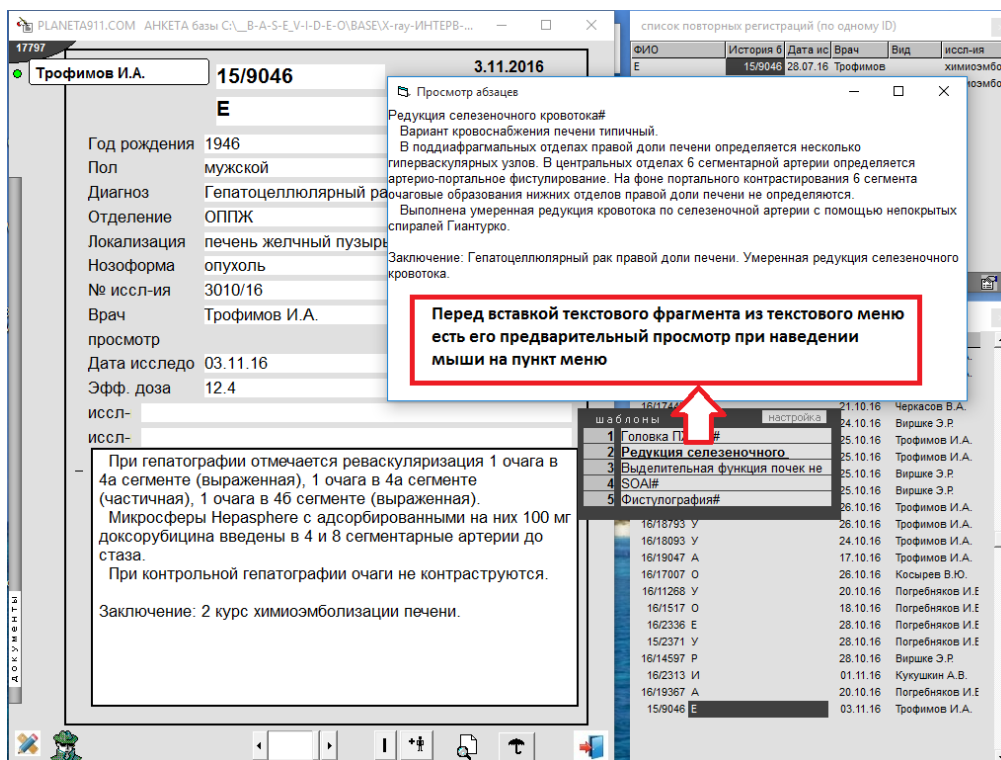 PLANETA911.COM АНКЕТА базы C:\_B-A-S-E_V-I-D-E-O\BASE\X-ray-ИНТЕРВ-...
17797
Трофимов И.А.
15/9046
3.11.2016
Е
Год рождения 1946
Пол мужской
Диагноз Гепатоцеллюлярный ра
Отделение ОППЖ
Локализация печень желчный пузырь
Нозоформа опухоль
№ иссл-ия 3010/16
Врач Трофимов И.А.
просмотр
Дата исследо 03.11.16
Эфф. доза 12.4
иссл-
иссл-
При гепатографии отмечается реваскуляризация 1 очага в
4а сегменте (выраженная), 1 очага в 4а сегменте
(частичная), 1 очага в 4б сегменте (выраженная).
Микросферы Hepasphere с адсорбированными на них 100 мг
доксорубицина введены в 4 и 8 сегментарные артерии до
стаза.
При контрольной гепатографии очаги не контрастируются.
Заключение: 2 курс химиоэмболизации печени.
документы
список повторных регистраций (по одному ID)
ФИО История б Дата ис Врач Вид иссл-ия
Е 15/9046 28.07.16 Трофимов химиоэмбо
Просмотр абзацев
Редукция селезеночного кровотока#
Вариант кровоснабжения печени типичный.
В поддиафрагмальных отделах правой доли печени определяется несколько
гиперваскулярных узлов. В центральных отделах 6 сегментарной артерии определяется
артерио-портальное фистулирование. На фоне портального контрастирования 6 сегмента
очаговые образования нижних отделов правой доли печени не определяются.
Выполнена умеренная редукция кровотока по селезеночной артерии с помощью непокрытых
спиралей Гиантурко.
Заключение: Гепатоцеллюлярный рак правой доли печени. Умеренная редукция селезеночного
кровотока.
Перед вставкой текстового фрагмента из текстового меню
есть его предварительный просмотр при наведении
мыши на пункт меню
шаблоны настройка
1 Головка П
2 Редукция селезеночного
3 Выделительная функция почек не
4 SOAI#
5 Фистулография#
21.10.16 Черкасов В.А.
24.10.16 Виршке Э.Р.
25.10.16 Трофимов И.А.
25.10.16 Трофимов И.А.
25.10.16 Виршке Э.Р.
25.10.16 Виршке Э.Р.
26.10.16 Трофимов И.А.
16/18793 У 26.10.16 Трофимов И.А.
16/18093 У 24.10.16 Трофимов И.А.
16/19047 А 17.10.16 Трофимов И.А.
16/17007 О 26.10.16 Косырев В.Ю.
16/11268 У 20.10.16 Погребняков И.В
16/1517 О 18.10.16 Погребняков И.В
16/2336 Е 28.10.16 Погребняков И.В
15/2371 У 28.10.16 Погребняков И.В
16/14597 Р 28.10.16 Виршке Э.Р.
16/2313 И 01.11.16 Кукушкин А.В.
16/19367 А 20.10.16 Погребняков И.В
15/9046 Е 03.11.16 Трофимов И.А.